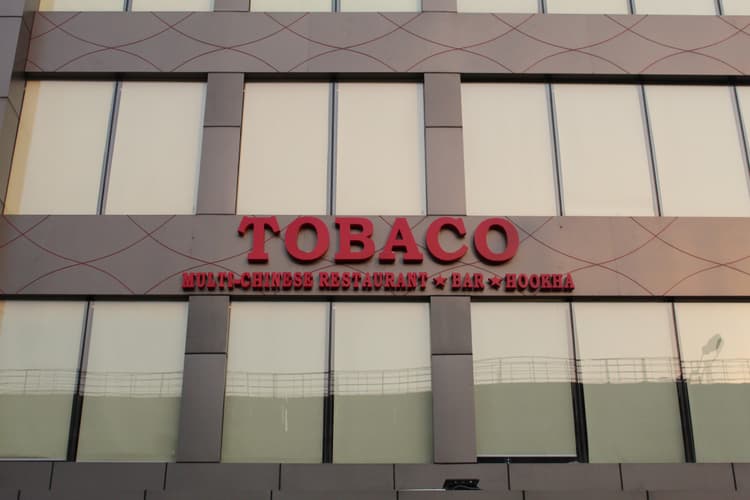 TOBACO
MULTI-CHINESE RESTAURANT ★ BAR ★ HOOKHA